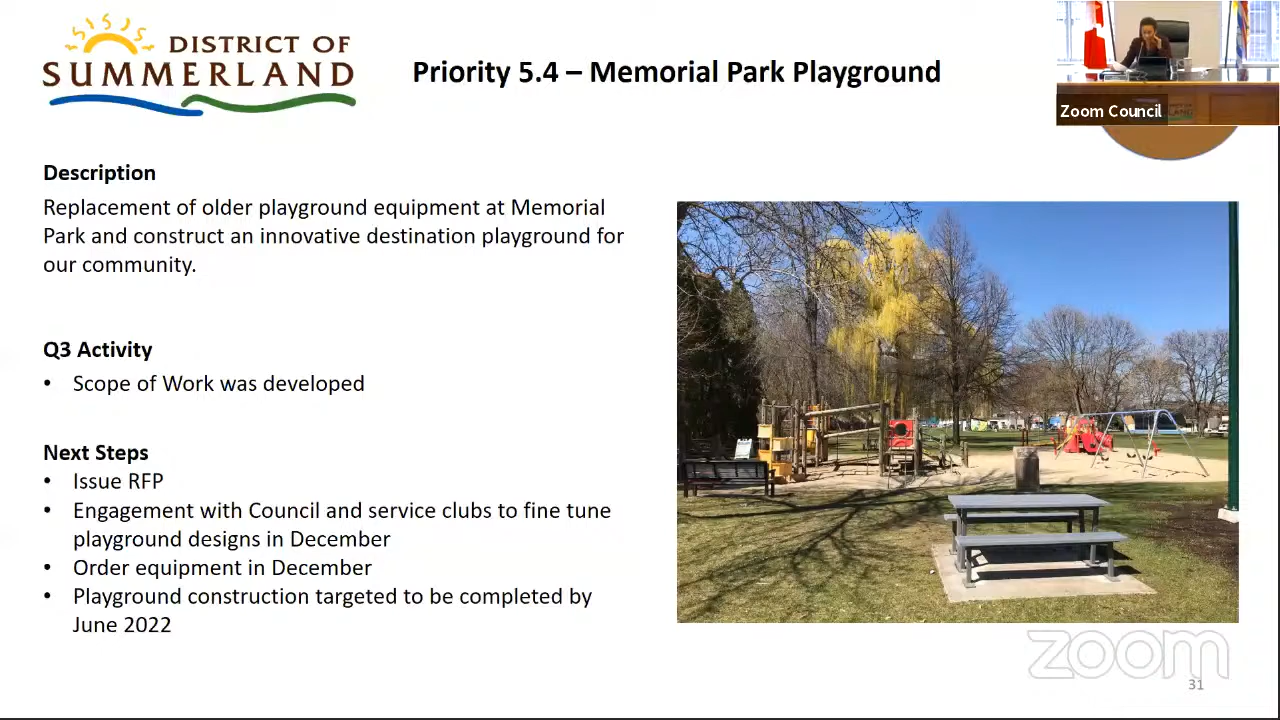 DISTRICT OF
SUMMERLAND
Priority 5.4 – Memorial Park Playground
Zoom Council
Description
Replacement of older playground equipment at Memorial
Park and construct an innovative destination playground for
our community.
Q3 Activity
• Scope of Work was developed
Next Steps
• Issue RFP
• Engagement with Council and service clubs to fine tune
playground designs in December
• Order equipment in December
• Playground construction targeted to be completed by
June 2022
zoom
31